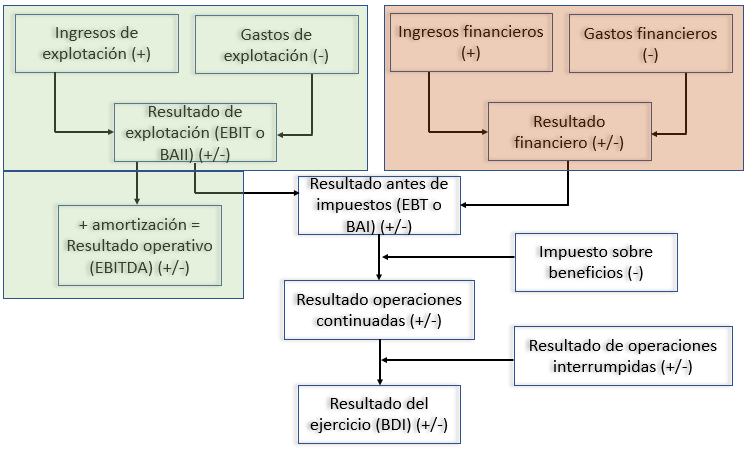 Ingresos de
explotación (+)
Gastos de
explotación (-)
Ingresos financieros
(+)
Gastos financieros
(-)
Resultado de
explotación (EBIT o
BAII) (+/-)
Resultado
financiero (+/-)
Resultado antes de
impuestos (EBT o
BAI) (+/-)
+ amortización =
Resultado operativo
(EBITDA) (+/-)
Impuesto sobre
beneficios (-)
Resultado operaciones
continuadas (+/-)
Resultado de operaciones
interrumpidas (+/-)
Resultado del
ejercicio (BDI) (+/-)